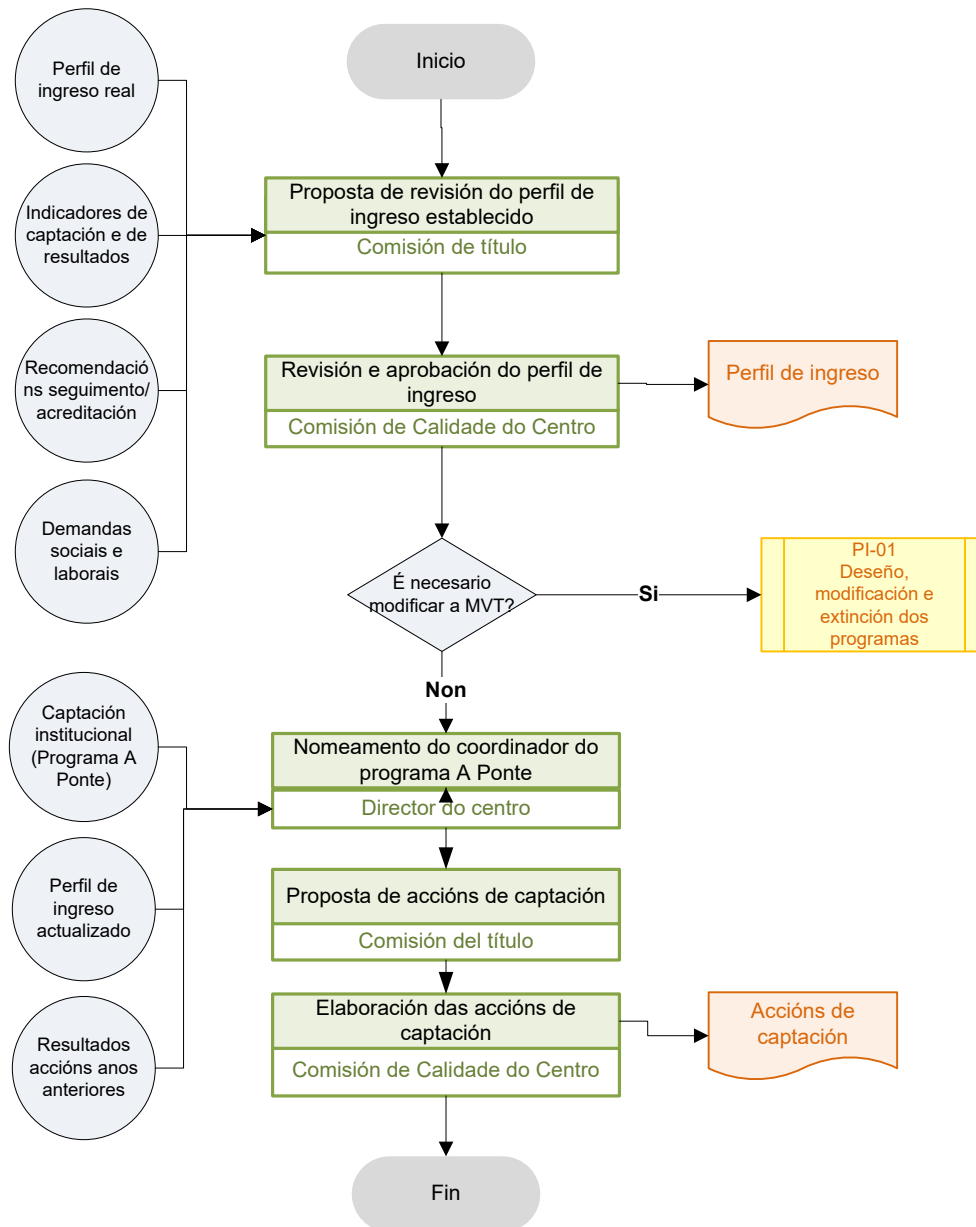 Inicio
Perfil de
ingreso real
Indicadores de
captación e de
resultados
Recomendació
ns seguimento/
acreditación
Demandas
sociais e
laborais
Proposta de revisión do perfil de
ingreso establecido
Comisión de título
Revisión e aprobación do perfil de
ingreso
Comisión de Calidade do Centro
Perfil de ingreso
É necesario
modificar a MVT?
Si
PI-01
Deseño,
modificación e
extinción dos
programas
Non
Captación
institucional
(Programa A
Ponte)
Perfil de
ingreso
actualizado
Resultados
accións anos
anteriores
Nomeamento do coordinador do
programa A Ponte
Director do centro
Proposta de accións de captación
Comisión del título
Elaboración das accións de
captación
Comisión de Calidade do Centro
Accións de
captación
Fin